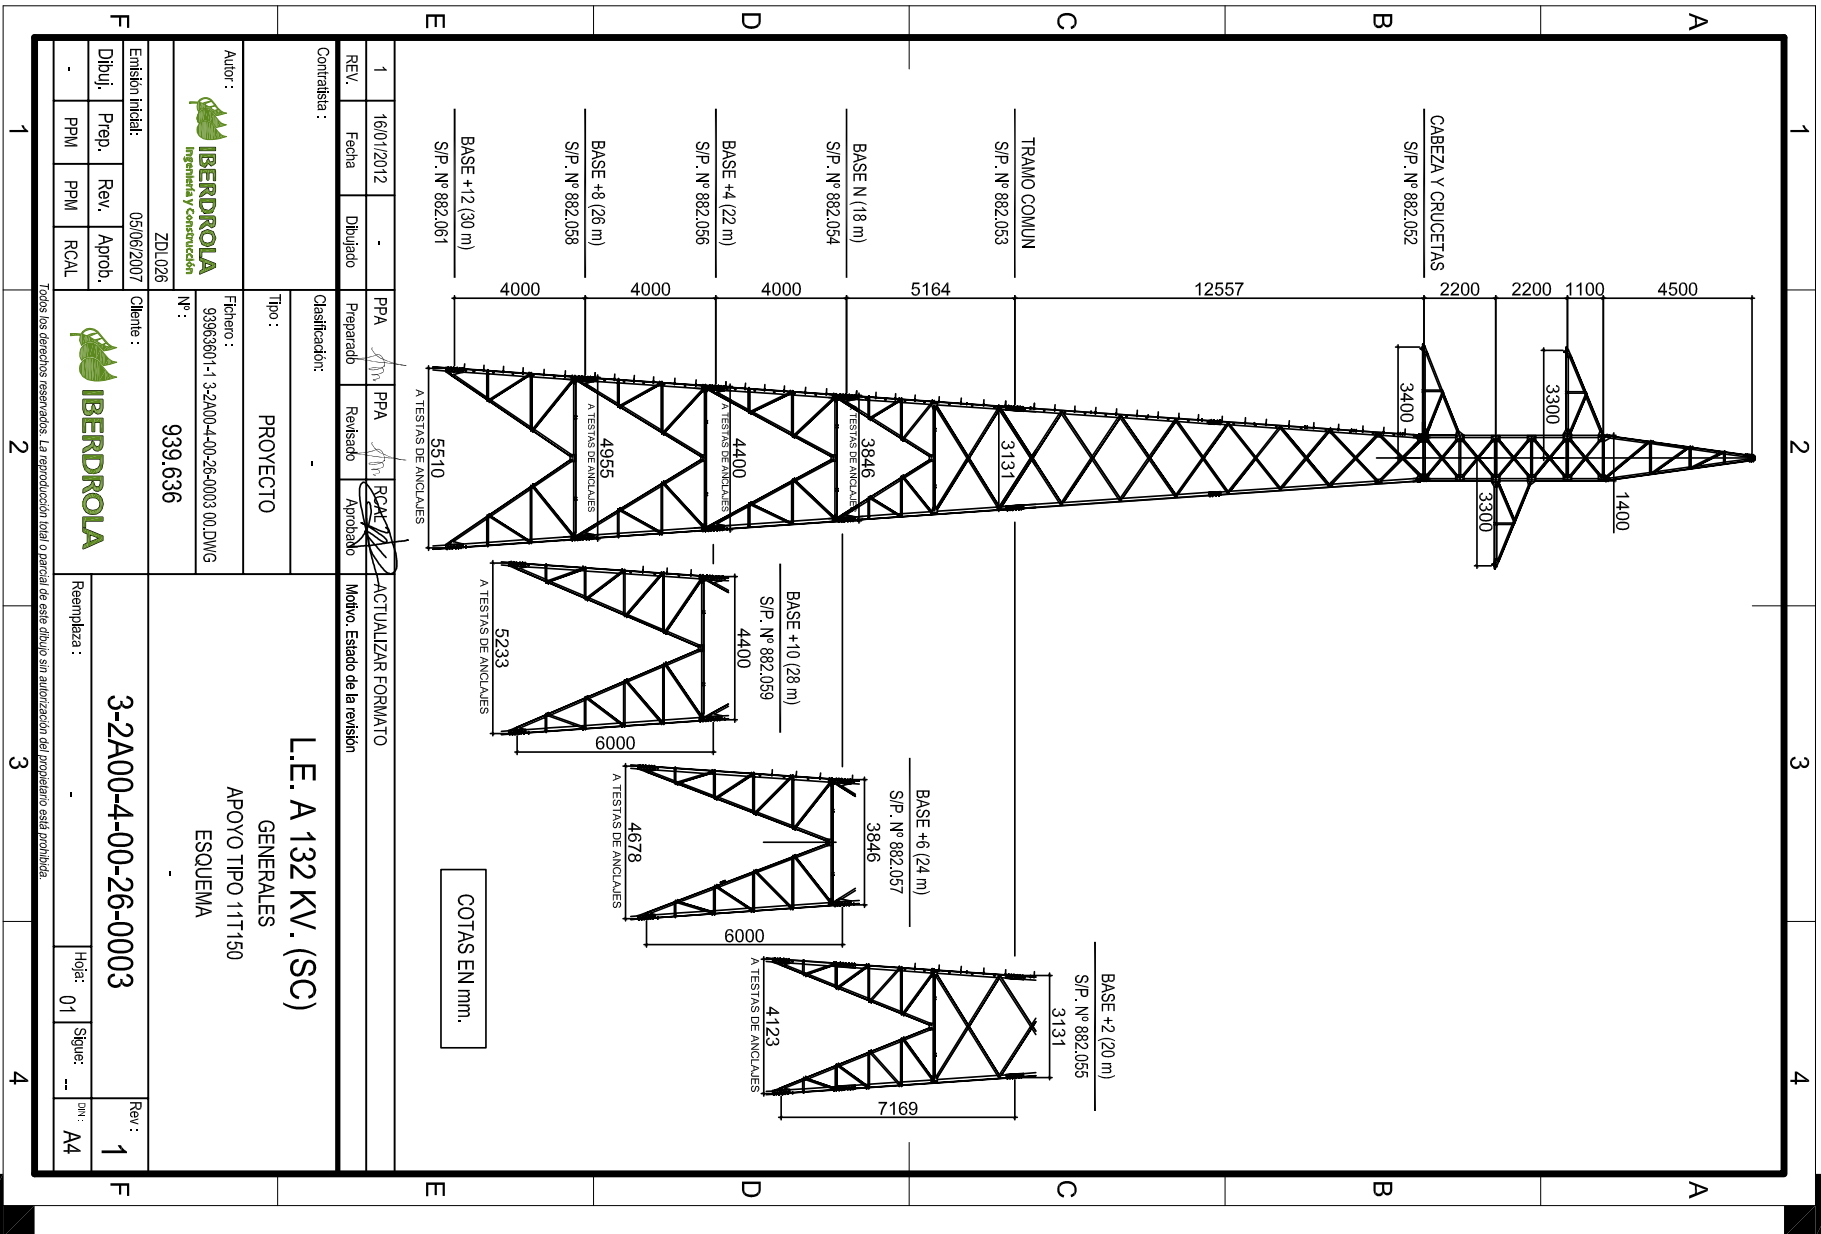 A
B
C
D
E
F
1
2
3
4
CABEZA Y CRUCETAS
S/P. Nº 882.052
TRAMO COMUN
S/P. Nº 882.053
BASE N (18 m)
S/P. Nº 882.054
BASE +4 (22 m)
S/P. Nº 882.056
BASE +8 (26 m)
S/P. Nº 882.058
BASE +12 (30 m)
S/P. Nº 882.061
4500
1100
2200
2200
12557
5164
4000
4000
4000
1400
3300
3300
3400
3131
3846
A TESTAS DE ANCLAJES
4400
A TESTAS DE ANCLAJES
4955
A TESTAS DE ANCLAJES
5510
A TESTAS DE ANCLAJES
BASE +10 (28 m)
S/P. Nº 882.059
4400
6000
5233
A TESTAS DE ANCLAJES
BASE +6 (24 m)
S/P. Nº 882.057
3846
6000
4678
A TESTAS DE ANCLAJES
BASE +2 (20 m)
S/P. Nº 882.055
3131
7169
4123
A TESTAS DE ANCLAJES
COTAS EN mm.
1 16/01/2012 - PPA PPA RCAL ACTUALIZAR FORMATO
REV. Fecha Dibujado Preparado Revisado Aprobado Motivo. Estado de la revisión
Contratista :
Clasificación:
-
Tipo :
PROYECTO
Autor :
IBERDROLA
Ingeniería y Construcción
ZDL026
Fichero :
93963601-1 3-2A00-4-00-26-0003 00.DWG
Nº :
939.636
L.E. A 132 KV. (SC)
GENERALES
APOYO TIPO 11T150
ESQUEMA
-
Emisión inicial: 05/06/2007
Dibuj. Prep. Rev. Aprob.
- PPM PPM RCAL
Cliente :
IBERDROLA
3-2A00-4-00-26-0003
Rev :
1
Reemplaza :
-
Hoja: 01
Sigue: --
DIN : A4
Todos los derechos reservados. La reproducción total o parcial de este dibujo sin autorización del propietario está prohibida.
1
2
3
4
A
B
C
D
E
F